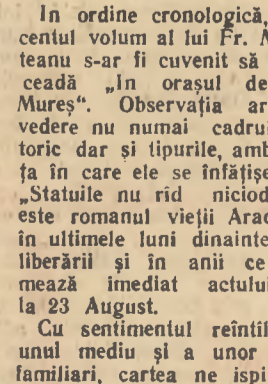 In ordine cronologică,
centul volum al lui Fr.
teanu s-ar fi cuvenit să
ceadă „In orașul de
Mureș“. Observația ar
vedere nu numai cadrul
toric dar și tipurile, amb
ța în care ele se înfățișe
„Statuile nu rîd niciod
este romanul vieții Arad
în ultimele luni dinainte
liberării și în anii ce
mează imediat actului
la 23 August.
Cu sentimentul reîntîl
unui mediu și a unor
familiari, cartea ne ispi